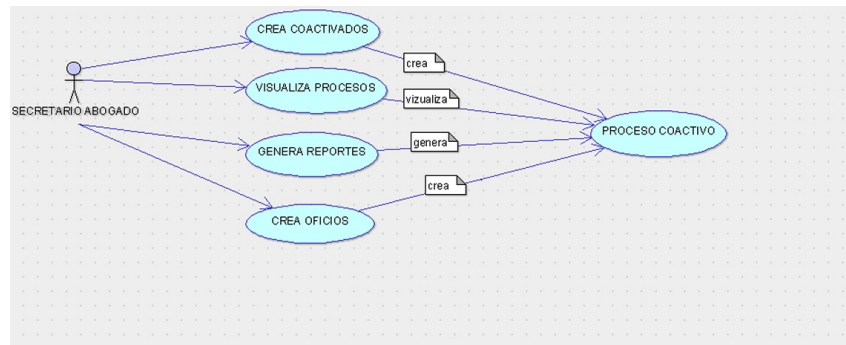 CREA COACTIVADOS
crea
VISUALIZA PROCESOS
vizualiza
SECRETARIO ABOGADO
PROCESO COACTIVO
GENERA REPORTES
genera
crea
CREA OFICIOS